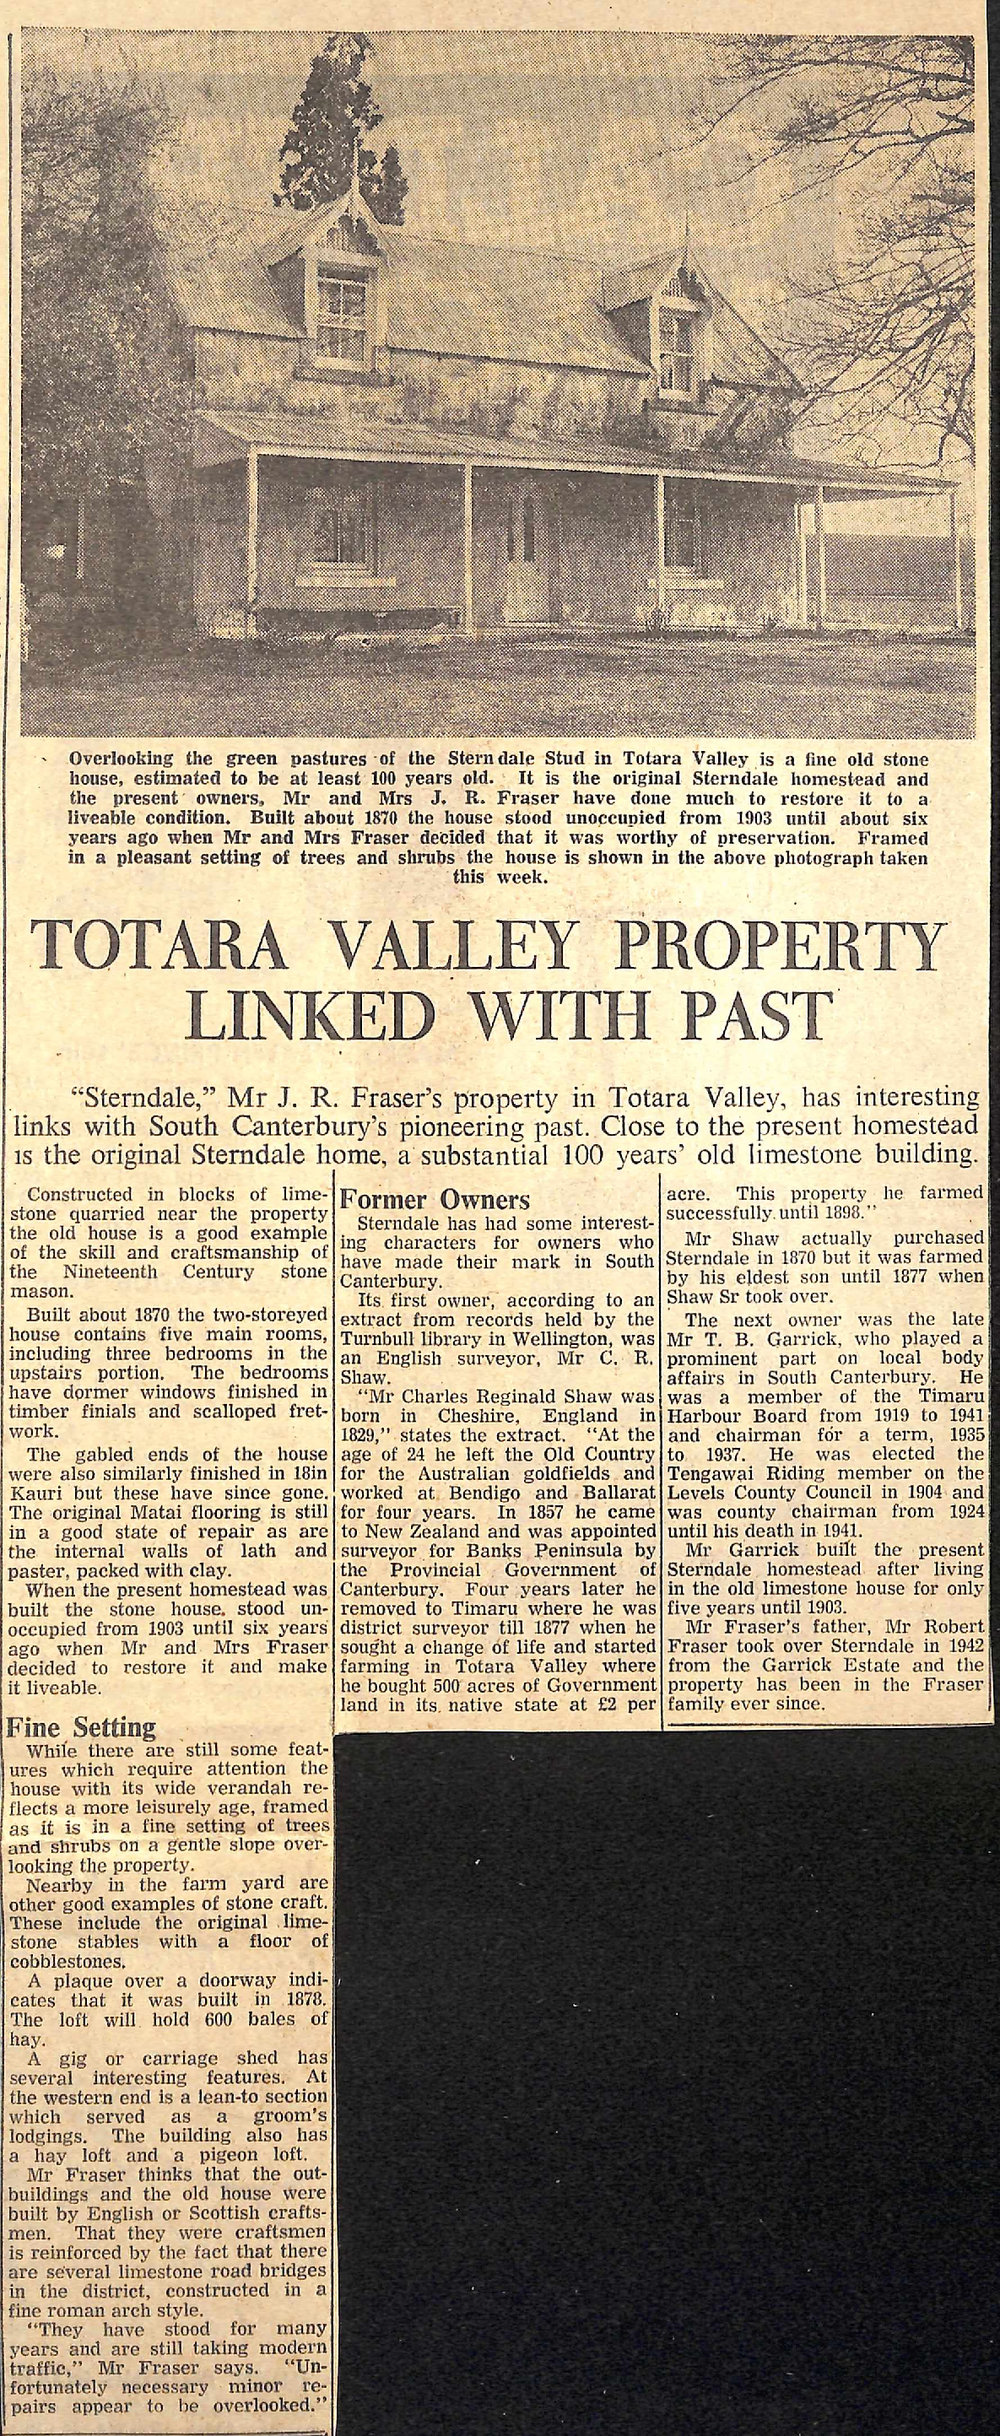 Overlooking the green pastures of the Sterndale Stud in Totara Valley is a fine old stone
house, estimated to be at least 100 years old. It is the original Sterndale homestead and
the present owners, Mr and Mrs J. R. Fraser have done much to restore it to a
liveable condition. Built about 1870 the house stood unoccupied from 1903 until about six
years ago when Mr and Mrs Fraser decided that it was worthy of preservation. Framed
in a pleasant setting of trees and shrubs the house is shown in the above photograph taken
this week.
TOTARA VALLEY PROPERTY
LINKED WITH PAST
"Sterndale," Mr J. R. Fraser's property in Totara Valley, has interesting
links with South Canterbury's pioneering past. Close to the present homestead
is the original Sterndale home, a substantial 100 years' old limestone building.
Constructed in blocks of lime-
stone quarried near the property
the old house is a good example
of the skill and craftsmanship of
the Nineteenth Century stone
mason.
Built about 1870 the two-storeyed
house contains five main rooms,
including three bedrooms in the
upstairs portion. The bedrooms
have dormer windows finished in
timber finials and scalloped fret-
work.
The gabled ends of the house
were also similarly finished in 18in
Kauri but these have since gone.
The original Matai flooring is still
in a good state of repair as are
the internal walls of lath and
paster, packed with clay.
When the present homestead was
built the stone house, stood un-
occupied from 1903 until six years
ago when Mr and Mrs Fraser
decided to restore it and make
it liveable.
Fine Setting
While there are still some feat-
ures which require attention the
house with its wide verandah re-
flects a more leisurely age, framed
as it is in a fine setting of trees
and shrubs on a gentle slope over-
looking the property.
Nearby in the farm yard are
other good examples of stone craft.
These include the original lime-
stone stables with a floor of
cobblestones.
A plaque over a doorway indi-
cates that it was built in 1878.
The loft will hold 600 bales of
hay.
A gig or carriage shed has
several interesting features. At
the western end is a lean-to section
which served as a groom's
lodgings. The building also has
a hay loft and a pigeon loft.
Mr Fraser thinks that the out-
buildings and the old house were
built by English or Scottish crafts-
men. That they were craftsmen
is reinforced by the fact that there
are several limestone road bridges
in the district, constructed in a
fine roman arch style.
"They have stood for many
years and are still taking modern
traffic," Mr Fraser says. "Un-
fortunately necessary minor re-
pairs appear to be overlooked."
Former Owners
Sterndale has had some interest-
ing characters for owners who
have made their mark in South
Canterbury.
Its first owner, according to an
extract from records held by the
Turnbull library in Wellington, was
an English surveyor, Mr C. R.
Shaw.
"Mr Charles Reginald Shaw was
born in Cheshire, England in
1829," states the extract. "At the
age of 24 he left the Old Country
for the Australian goldfields and
worked at Bendigo and Ballarat
for four years. In 1857 he came
to New Zealand and was appointed
surveyor for Banks Peninsula by
the Provincial Government of
Canterbury. Four years later he
removed to Timaru where he was
district surveyor till 1877 when he
sought a change of life and started
farming in Totara Valley where
he bought 500 acres of Government
land in its native state at £2 per
acre. This property he farmed
successfully until 1898."
Mr Shaw actually purchased
Sterndale in 1870 but it was farmed
by his eldest son until 1877 when
Shaw Sr took over.
The next owner was the late
Mr T. B. Garrick, who played a
prominent part on local body
affairs in South Canterbury. He
was a member of the Timaru
Harbour Board from 1919 to 1941
and chairman for a term, 1935
to 1937. He was elected the
Tengawai Riding member on the
Levels County Council in 1904 and
was county chairman from 1924
until his death in 1941.
Mr Garrick built the present
Sterndale homestead after living
in the old limestone house for only
five years until 1903.
Mr Fraser's father, Mr Robert
Fraser took over Sterndale in 1942
from the Garrick Estate and the
property has been in the Fraser
family ever since.